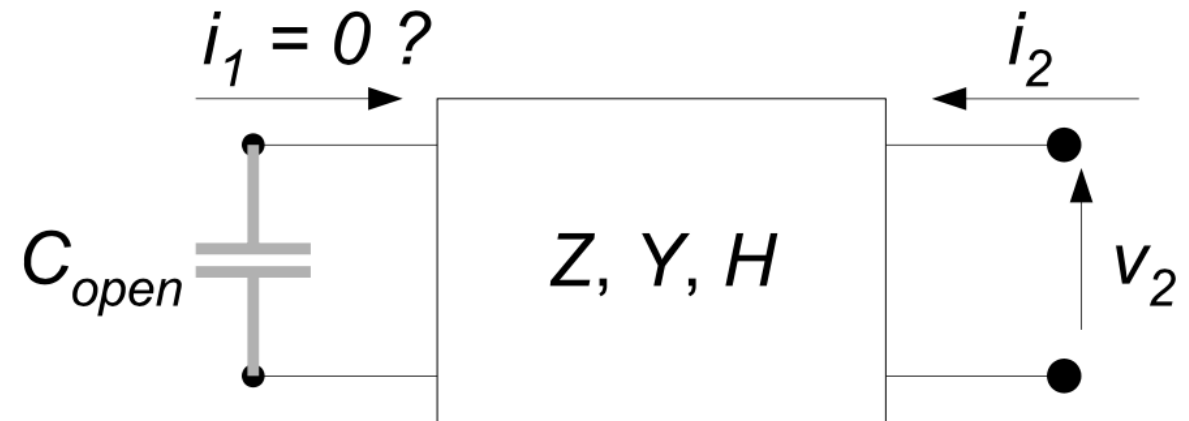 i1 = 0 ?
i2
Copen
Z, Y, H
v2